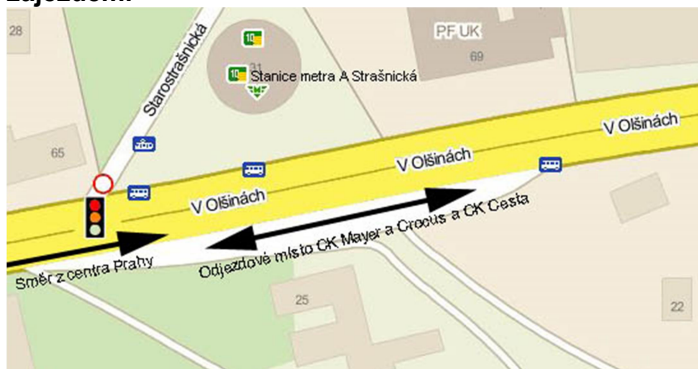 28
Starostrašnická
10
PF UK
69
10
31
Stanice metra A Strašnická
M
65
V Olšinách
V Olšinách
V Olšinách
Odjezdové místo CK Mayer a Crocus a CK Cesta
Směr z centra Prahy
25
22